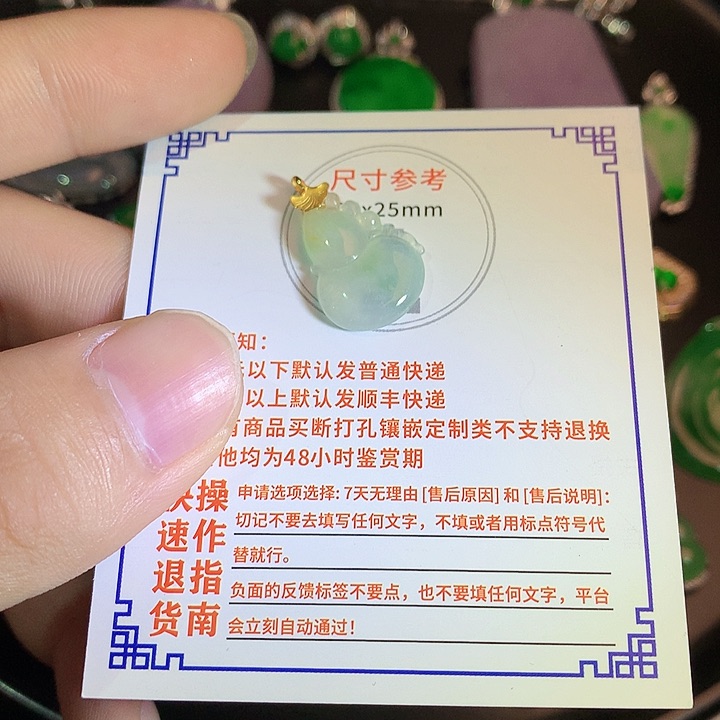 尺寸参考
x25mm
知：
以下默认发普通快递
以上默认发顺丰快递
商品买断打孔镶嵌定制类不支持退换
他均为48小时鉴赏期
快速退货
操作指南
申请选项选择: 7天无理由 [售后原因] 和 [售后说明]：
切记不要去填写任何文字，不填或者用标点符号代
替就行。
负面的反馈标签不要点，也不要填任何文字，平台
会立刻自动通过！